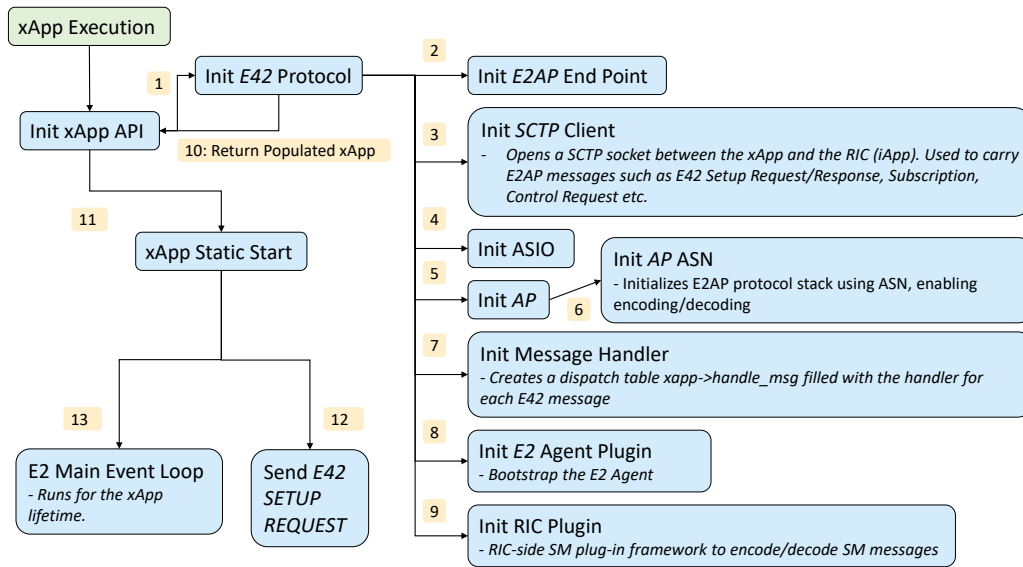 xApp Execution
1
Init E42 Protocol
2
Init E2AP End Point
Init xApp API
10: Return Populated xApp
3
Init SCTP Client
- Opens a SCTP socket between the xApp and the RIC (iApp). Used to carry
E2AP messages such as E42 Setup Request/Response, Subscription,
Control Request etc.
11
4
Init ASIO
xApp Static Start
5
Init AP
6
Init AP ASN
- Initializes E2AP protocol stack using ASN, enabling
encoding/decoding
7
Init Message Handler
- Creates a dispatch table xapp->handle_msg filled with the handler for
each E42 message
13
12
8
Init E2 Agent Plugin
- Bootstrap the E2 Agent
E2 Main Event Loop
- Runs for the xApp
lifetime.
Send E42
SETUP
REQUEST
9
Init RIC Plugin
- RIC-side SM plug-in framework to encode/decode SM messages